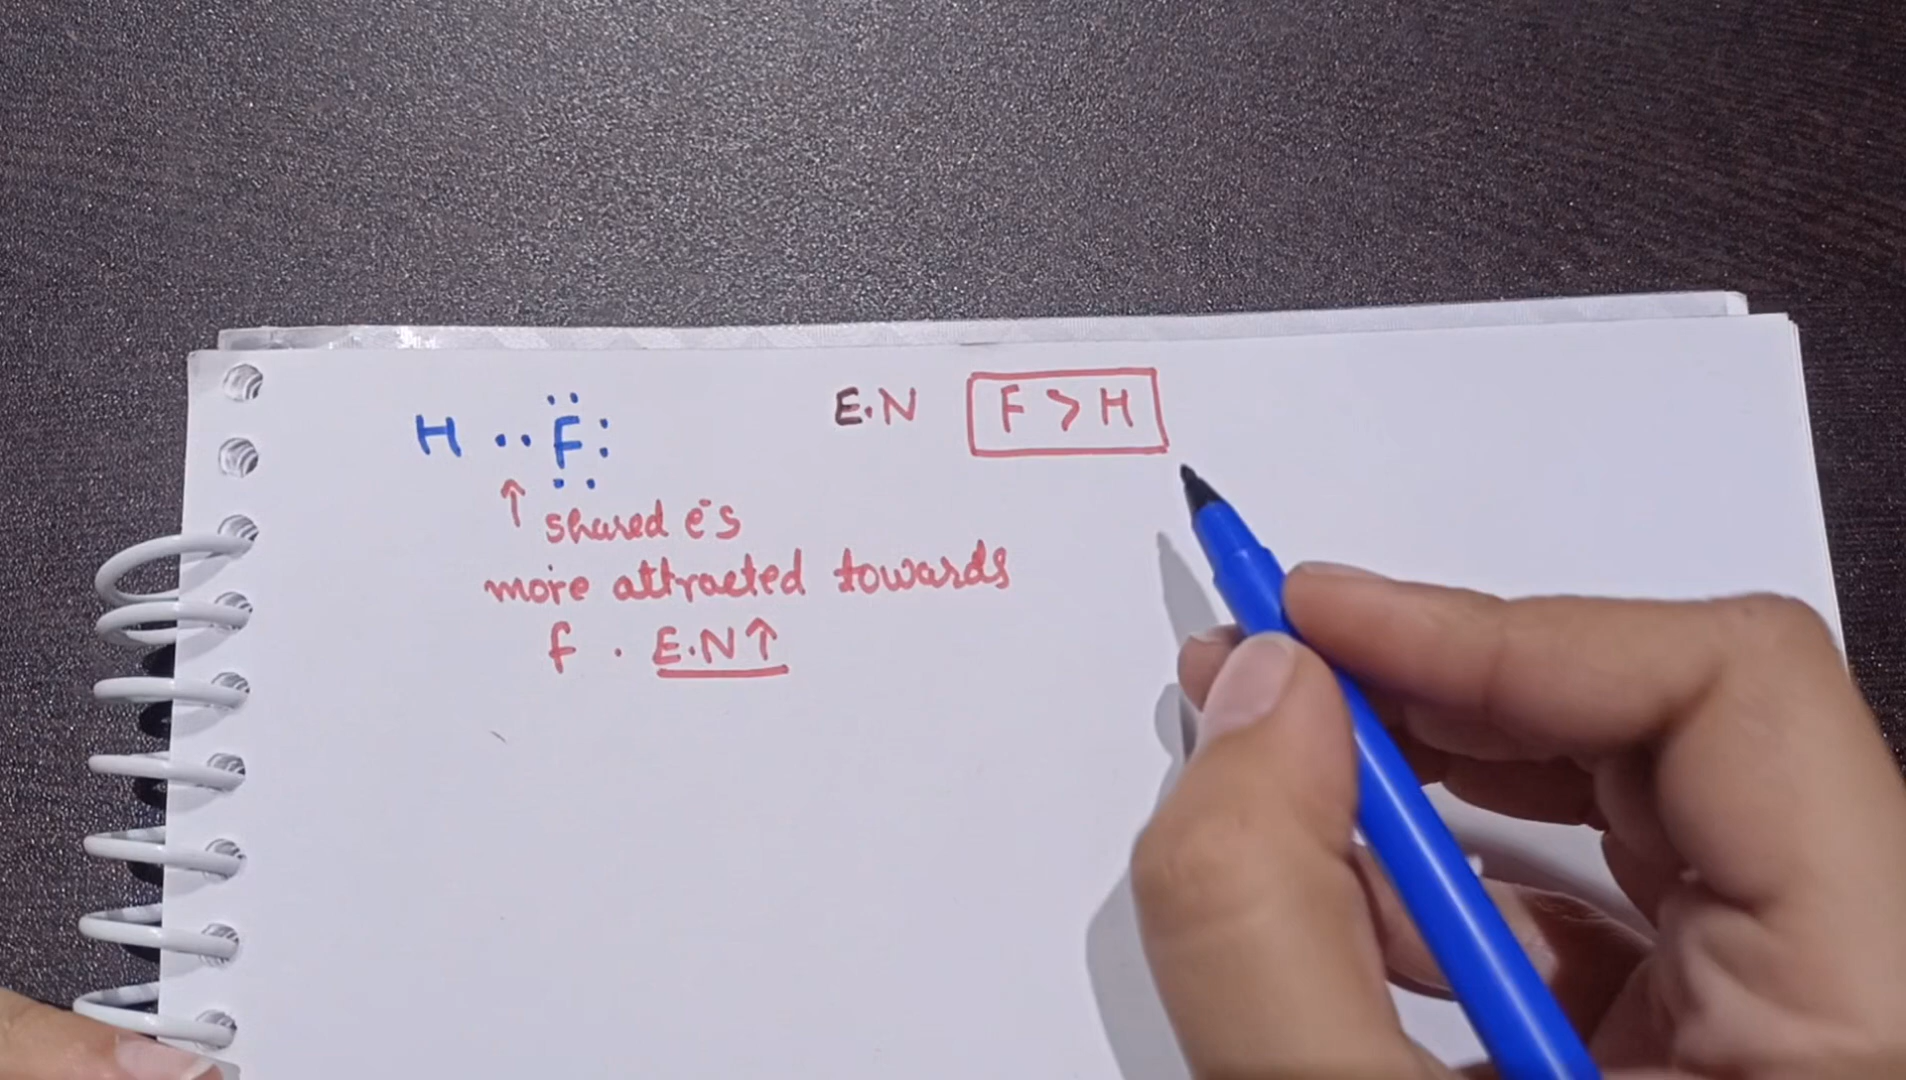 H ·· F̈ :
··
E.N F > H
↑ shared e⁻s
more attracted towards
F . E.N↑